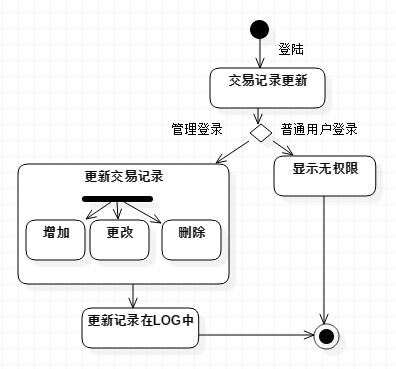 登陆
交易记录更新
管理登录
普通用户登录
更新交易记录
显示无权限
增加
更改
删除
更新记录在LOG中